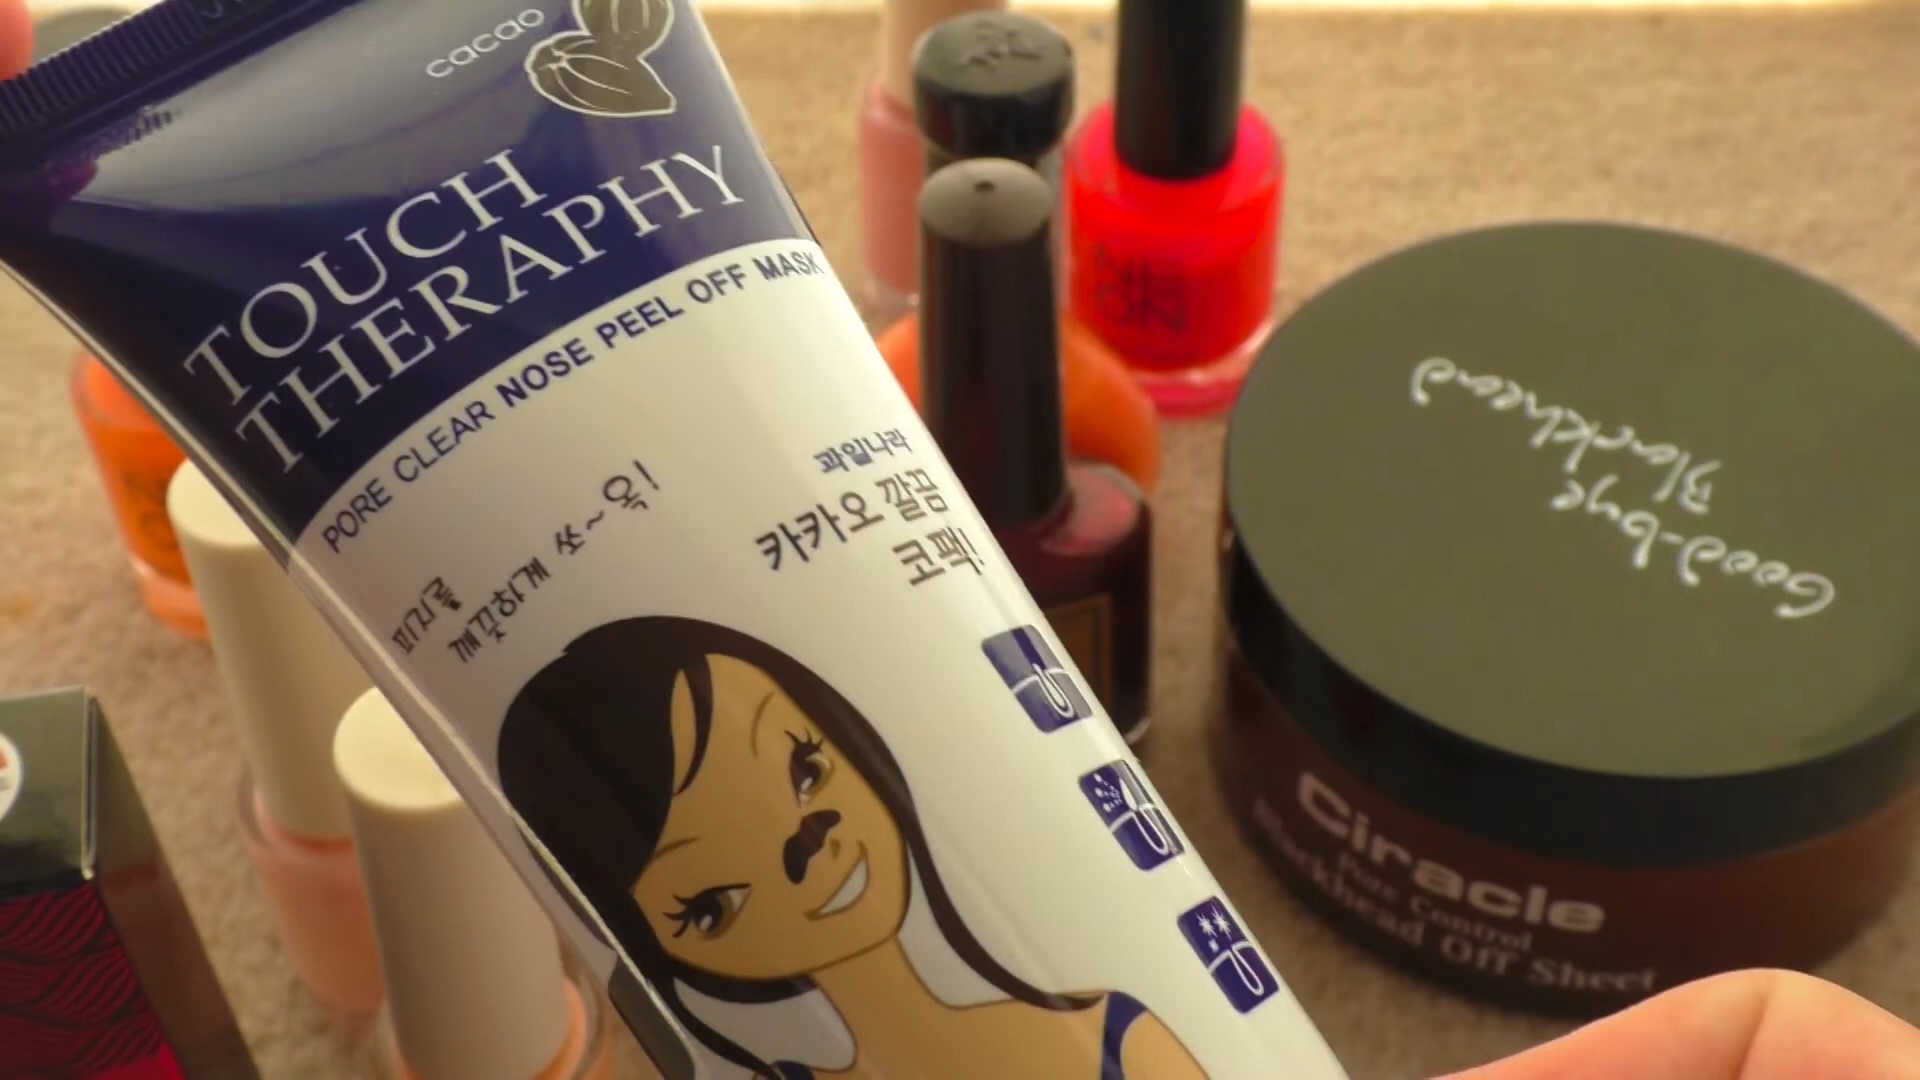 cacao
TOUCH
THERAPHY
PORE CLEAR NOSE PEEL OFF MASK
피지를
깨끗하게 쏘~옥!
과일나라
카카오 깔끔
코팩!
NE
ON
Good-bye
Blackhead
Ciracle
Pore Control
Blackhead Off Sheet